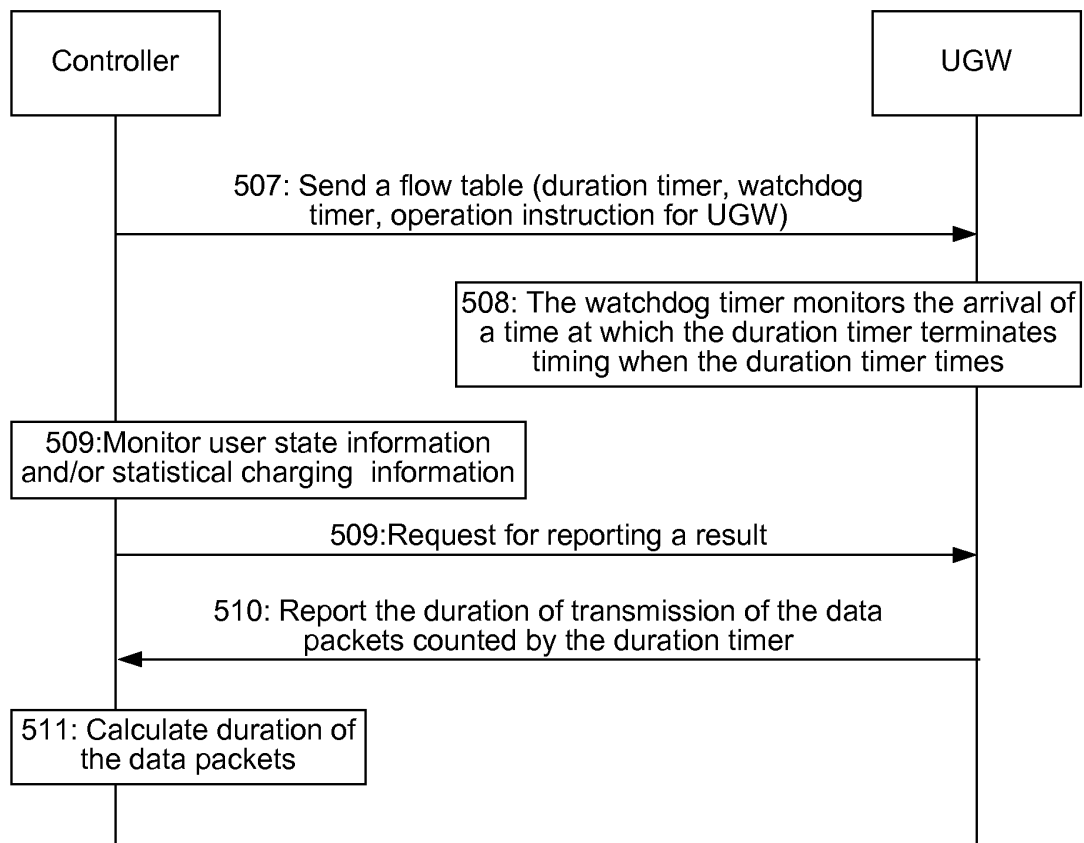 Controller
UGW
507: Send a flow table (duration timer, watchdog
timer, operation instruction for UGW)
508: The watchdog timer monitors the arrival of
a time at which the duration timer terminates
timing when the duration timer times
509:Monitor user state information
and/or statistical charging  information
509:Request for reporting a result
510: Report the duration of transmission of the data
packets counted by the duration timer
511: Calculate duration of
the data packets